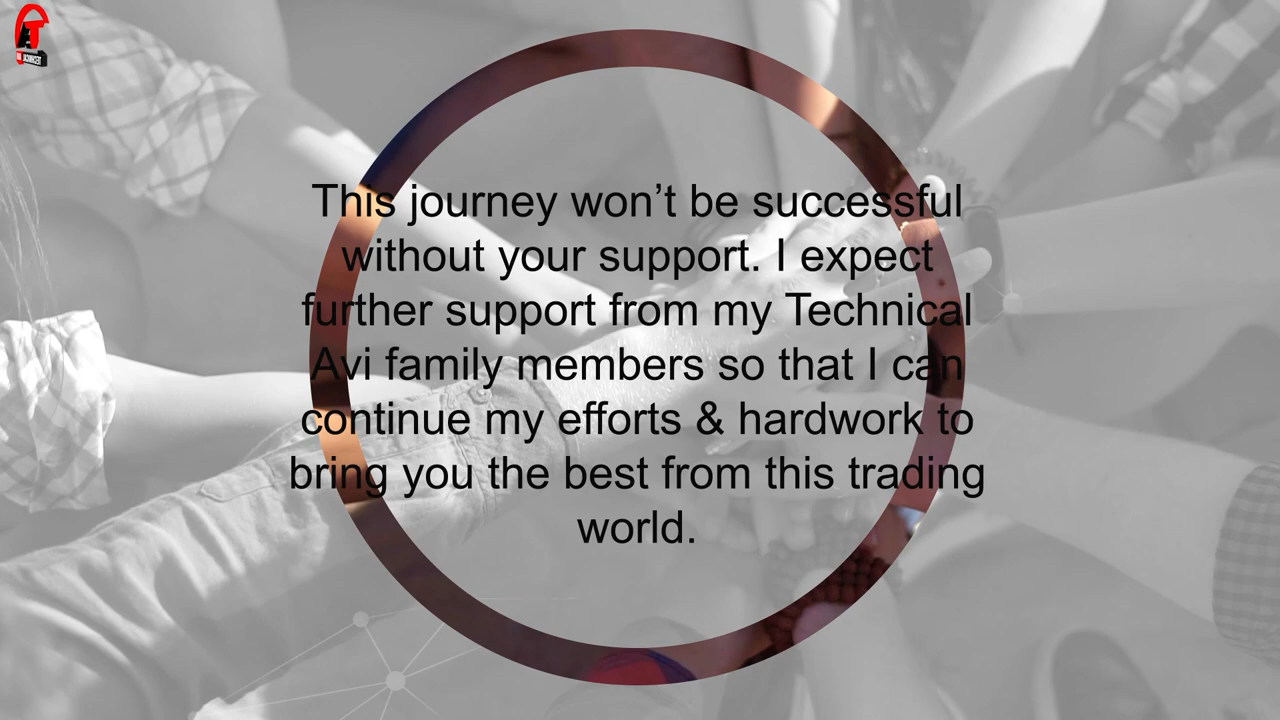 This journey won’t be successful
without your support. I expect
further support from my Technical
Avi family members so that I can
continue my efforts & hardwork to
bring you the best from this trading
world.